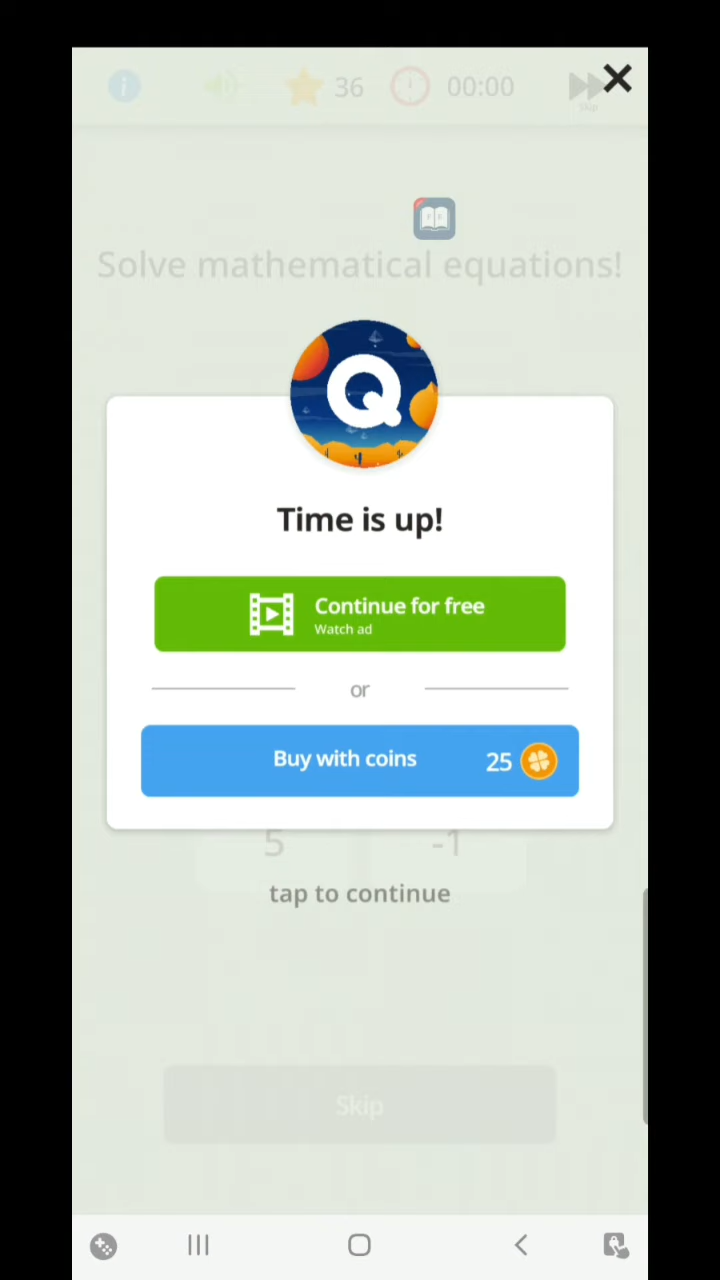 36
00:00
Skip
Solve mathematical equations!
Q
Time is up!
Continue for free
Watch ad
or
Buy with coins 25
5 -1
tap to continue
Skip